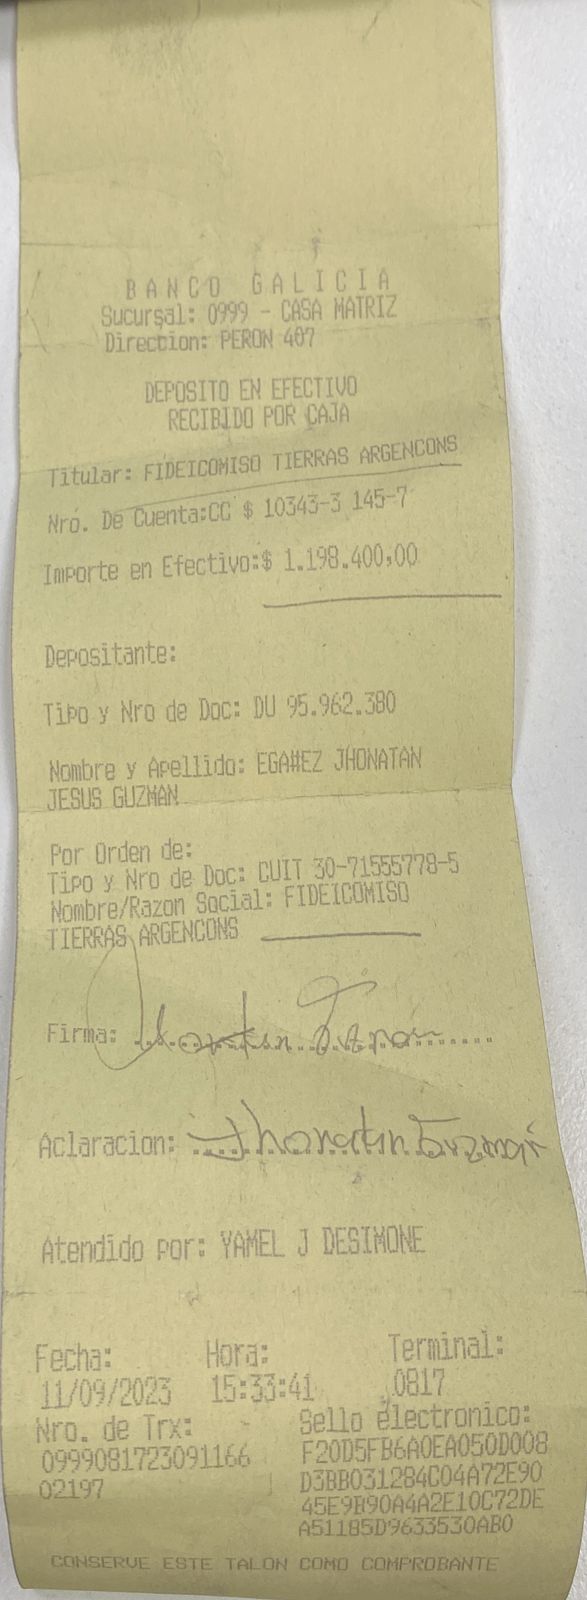 BANCO GALICIA
Sucursal: 0999 - CASA MATRIZ
Direction: PERON 407
DEPOSITO EN EFECTIVO
RECIBIDO POR CAJA
Titular: FIDEICOMISO TIERRAS ARGENCONS
Nro. De Cuenta:CC $ 10343-3 145-7
Importe en Efectivo:$ 1.198.400,00
Depositante:
Tipo y Nro de Doc: DU 95.962.380
Nombre y Apellido: EGA#EZ JHONATAN
JESUS GUZMAN
Por Orden de:
Tipo y Nro de Doc: CUIT 30-71555778-5
Nombre/Razon Social: FIDEICOMISO
TIERRAS ARGENCONS
Firma:
Aclaracion: Jhonatan Guzman
Atendido por: YAMEL J DESIMONE
Fecha: Hora: Terminal:
11/09/2023 15:33:41 0817
Nro. de Trx: Sello electronico:
0999081723091166 F20D5FB6A0EA050D008
02197 D3BB031284C04A72E90
45E9B90A4A2E10C72DE
A51185D9633530AB0
CONSERVE ESTE TALON COMO COMPROBANTE